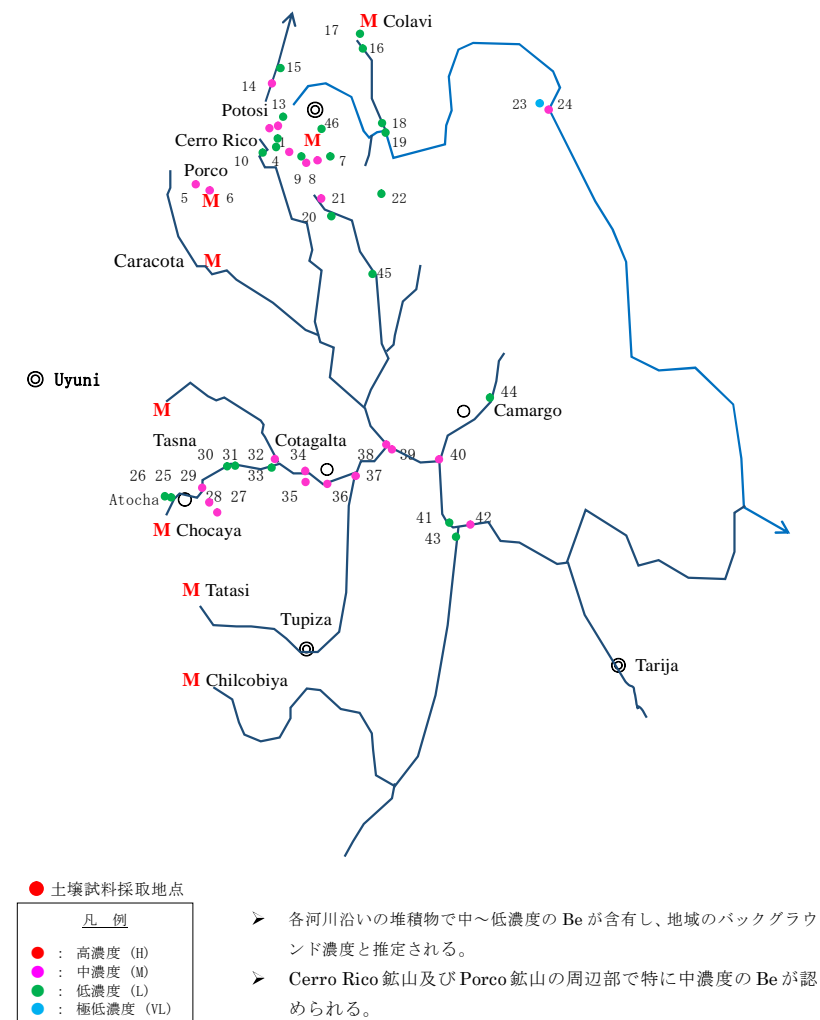 17 M Colavi
16
15
14
Potosi 13
46
18
23 24
Cerro Rico 1 M
19
10 4 7
9 8
Porco
5 M 6
21
22
20
Caracota M
45
◎ Uyuni
M
44
Camargo
Tasna Cotagalta
30 31 32 34 38 39 40
26 25 29 33 37
Atocha 28 27 35 36
M Chocaya
41 42
43
M Tatasi
Tupiza
Tarija
M Chilcobiya
● 土壌試料採取地点
凡 例
● : 高濃度 (H)
● : 中濃度 (M)
● : 低濃度 (L)
● : 極低濃度 (VL)
➢ 各河川沿いの堆積物で中～低濃度の Be が含有し、地域のバックグラウ
ンド濃度と推定される。
➢ Cerro Rico 鉱山及び Porco 鉱山の周辺部で特に中濃度の Be が認
められる。